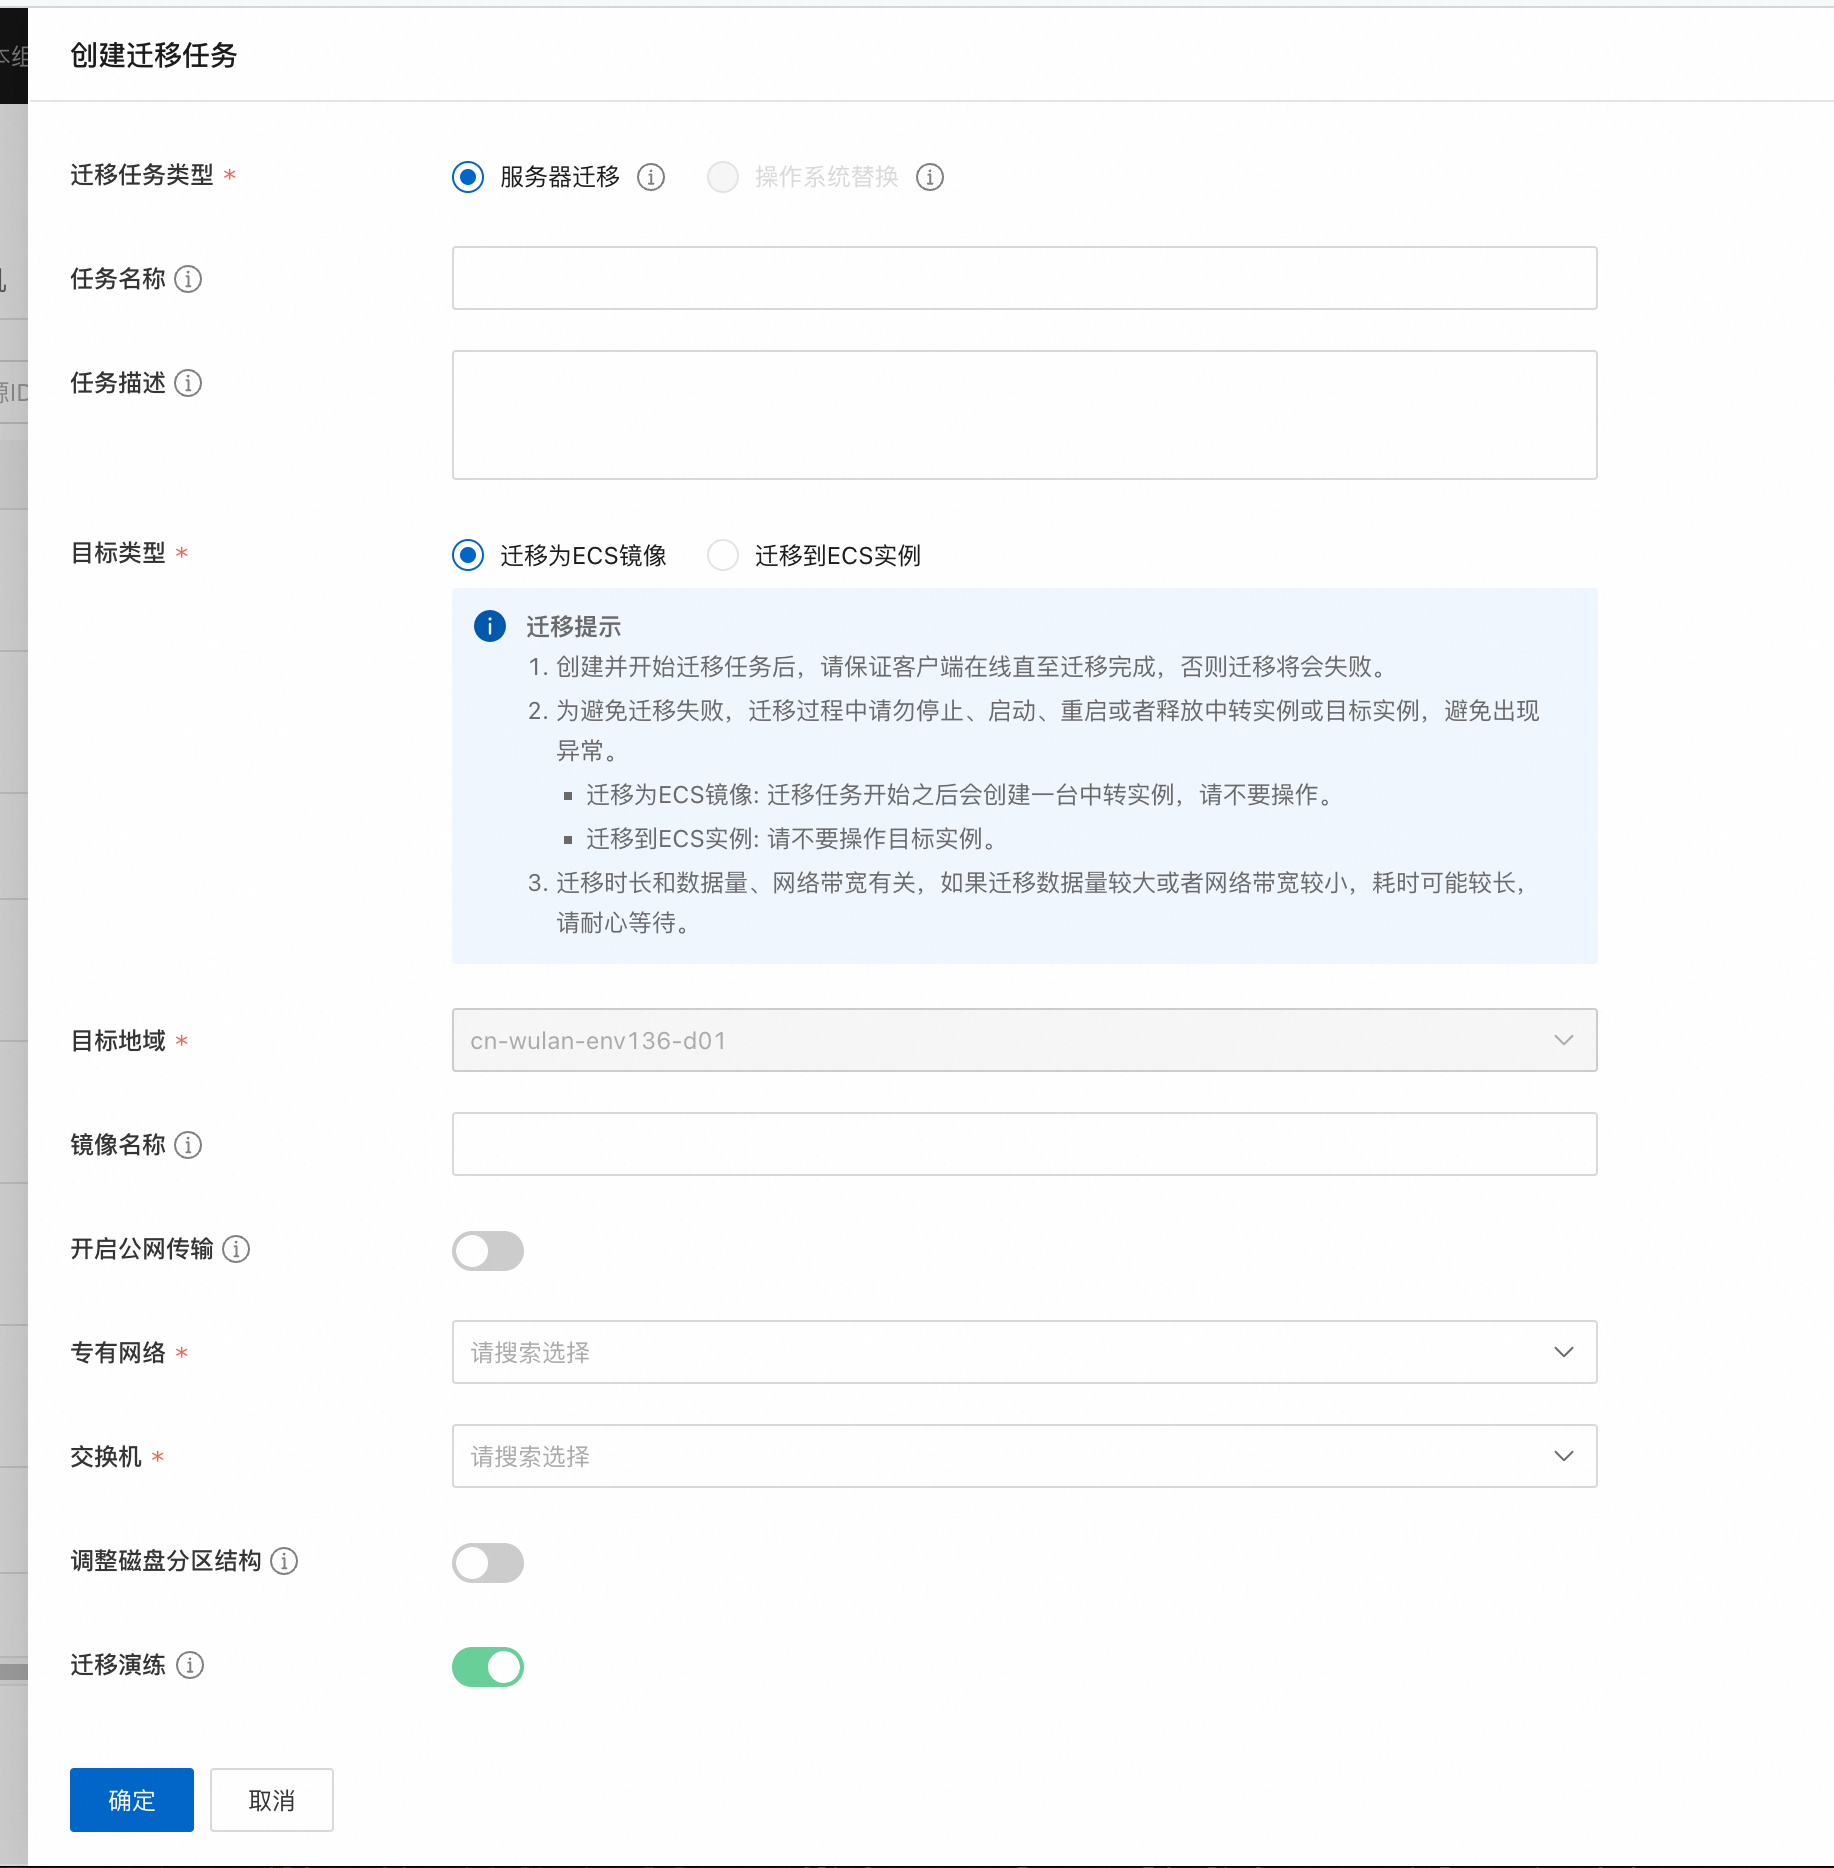 创建迁移任务
迁移任务类型 *
服务器迁移
操作系统替换
任务名称
任务描述
目标类型 *
迁移为ECS镜像
迁移到ECS实例
迁移提示
1. 创建并开始迁移任务后，请保证客户端在线直至迁移完成，否则迁移将会失败。
2. 为避免迁移失败，迁移过程中请勿停止、启动、重启或者释放中转实例或目标实例，避免出现
异常。
▪ 迁移为ECS镜像: 迁移任务开始之后会创建一台中转实例，请不要操作。
▪ 迁移到ECS实例: 请不要操作目标实例。
3. 迁移时长和数据量、网络带宽有关，如果迁移数据量较大或者网络带宽较小，耗时可能较长，
请耐心等待。
目标地域 *
cn-wulan-env136-d01
镜像名称
开启公网传输
专有网络 *
请搜索选择
交换机 *
请搜索选择
调整磁盘分区结构
迁移演练
确定
取消